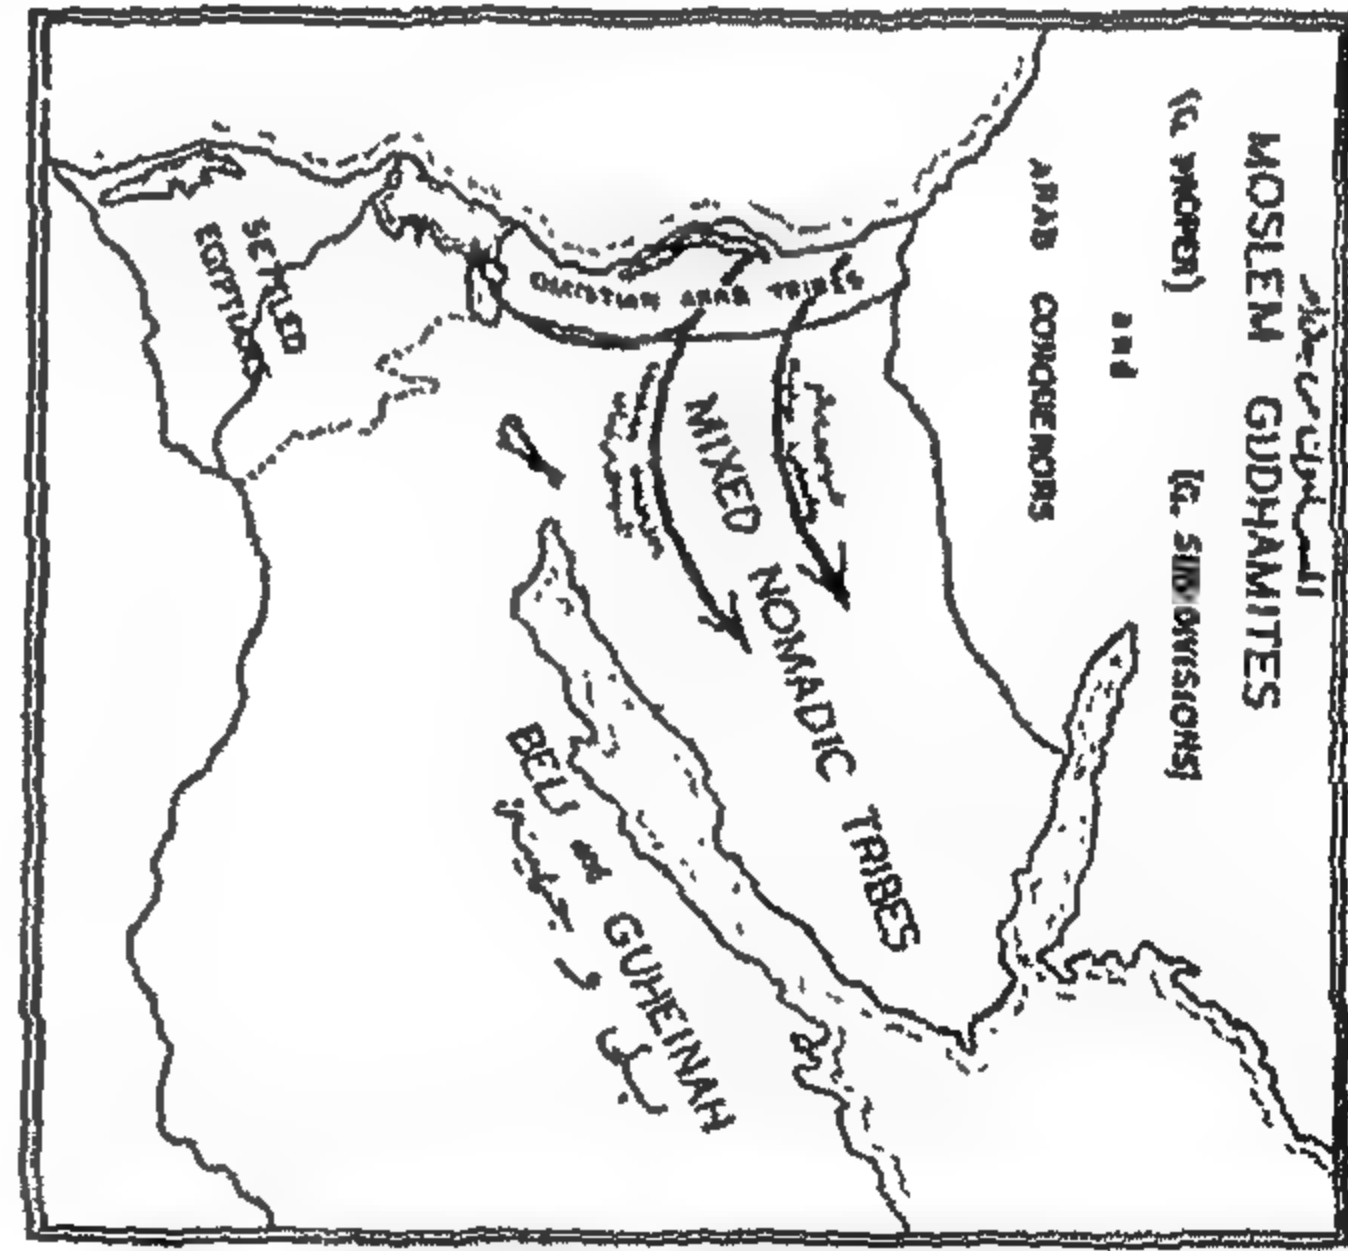 MOSLEM GUDHAMITES
(G. PROPER) and (G. SUBDIVISIONS)
ARAB CONQUERORS
CHRISTIAN ARAB TRIBES
SETTLED
EGYPTIANS
MIXED NOMADIC TRIBES
BELI and GUHEINAH